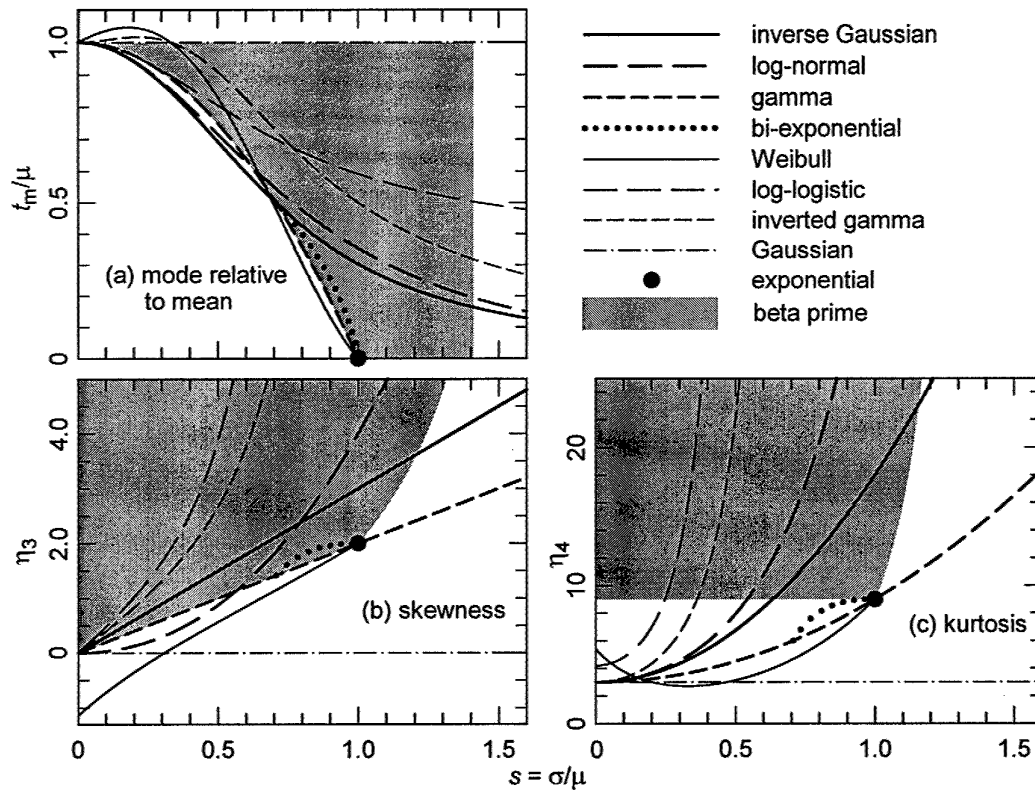 1.0
0.5
0
tm/μ
(a) mode relative
to mean
inverse Gaussian
log-normal
gamma
bi-exponential
Weibull
log-logistic
inverted gamma
Gaussian
exponential
beta prime
4.0
2.0
0
η3
(b) skewness
0
0.5
1.0
1.5
20
10
0
η4
(c) kurtosis
0
0.5
1.0
1.5
s = σ/μ